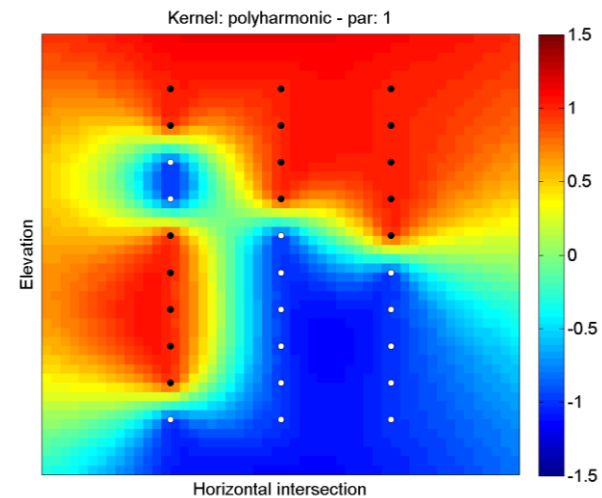 Kernel: polyharmonic - par: 1
Elevation
Horizontal intersection
1.5
1
0.5
0
-0.5
-1
-1.5